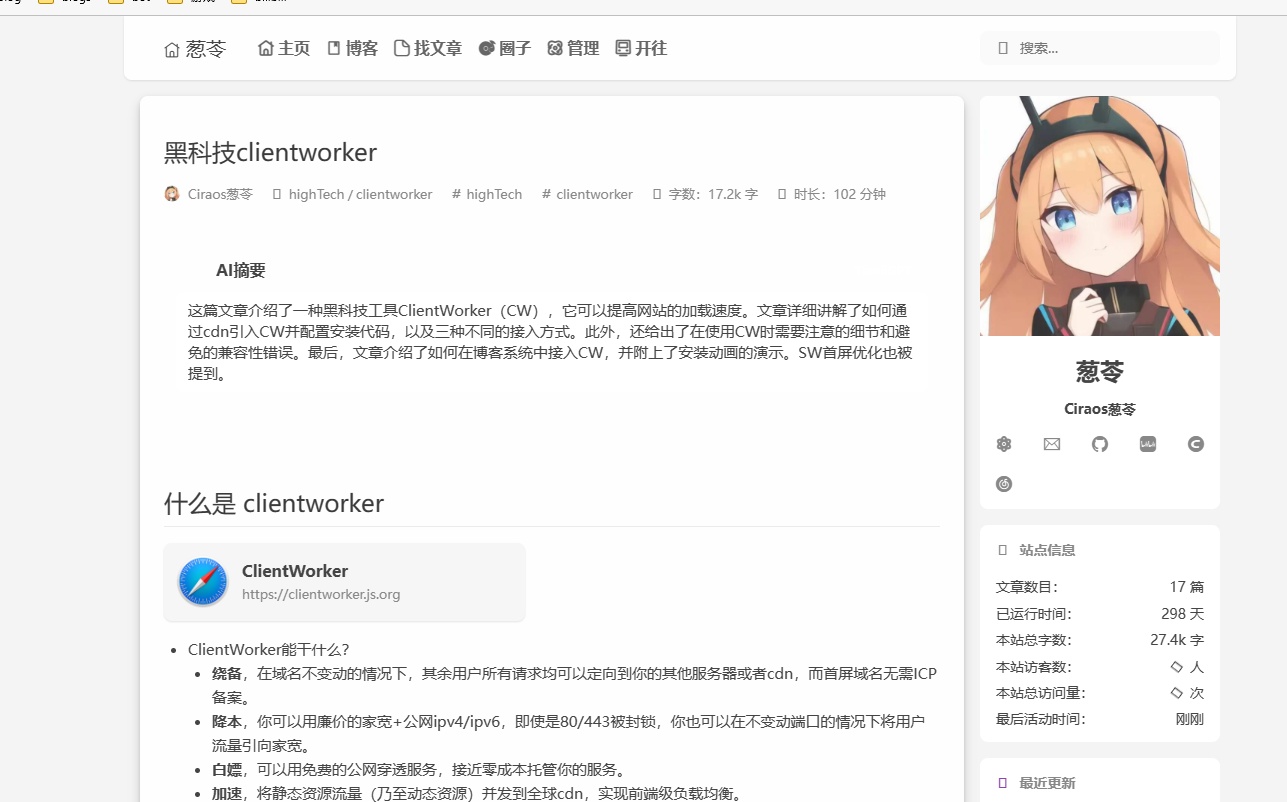 葱苓 主页 博客 找文章 圈子 管理 开往 搜索...
黑科技clientworker
Ciraos葱苓 highTech / clientworker # highTech # clientworker 字数：17.2k 字 时长：102 分钟
AI摘要
这篇文章介绍了一种黑科技工具ClientWorker（CW），它可以提高网站的加载速度。文章详细讲解了如何通
过cdn引入CW并配置安装代码，以及三种不同的接入方式。此外，还给出了在使用CW时需要注意的细节和避
免的兼容性错误。最后，文章介绍了如何在博客系统中接入CW，并附上了安装动画的演示。SW首屏优化也被
提到。
什么是 clientworker
ClientWorker
https://clientworker.js.org
ClientWorker能干什么？
绕备，在域名不变动的情况下，其余用户所有请求均可以定向到你的其他服务器或者cdn，而首屏域名无需ICP
备案。
降本，你可以用廉价的家宽+公网ipv4/ipv6，即使是80/443被封锁，你也可以在不变动端口的情况下将用户
流量引向家宽。
白嫖，可以用免费的公网穿透服务，接近零成本托管你的服务。
加速，将静态资源流量（乃至动态资源）并发到全球cdn，实现前端级负载均衡。
葱苓
Ciraos葱苓
站点信息
文章数目： 17 篇
已运行时间： 298 天
本站总字数： 27.4k 字
本站访客数： 人
本站总访问量： 次
最后活动时间： 刚刚
最近更新